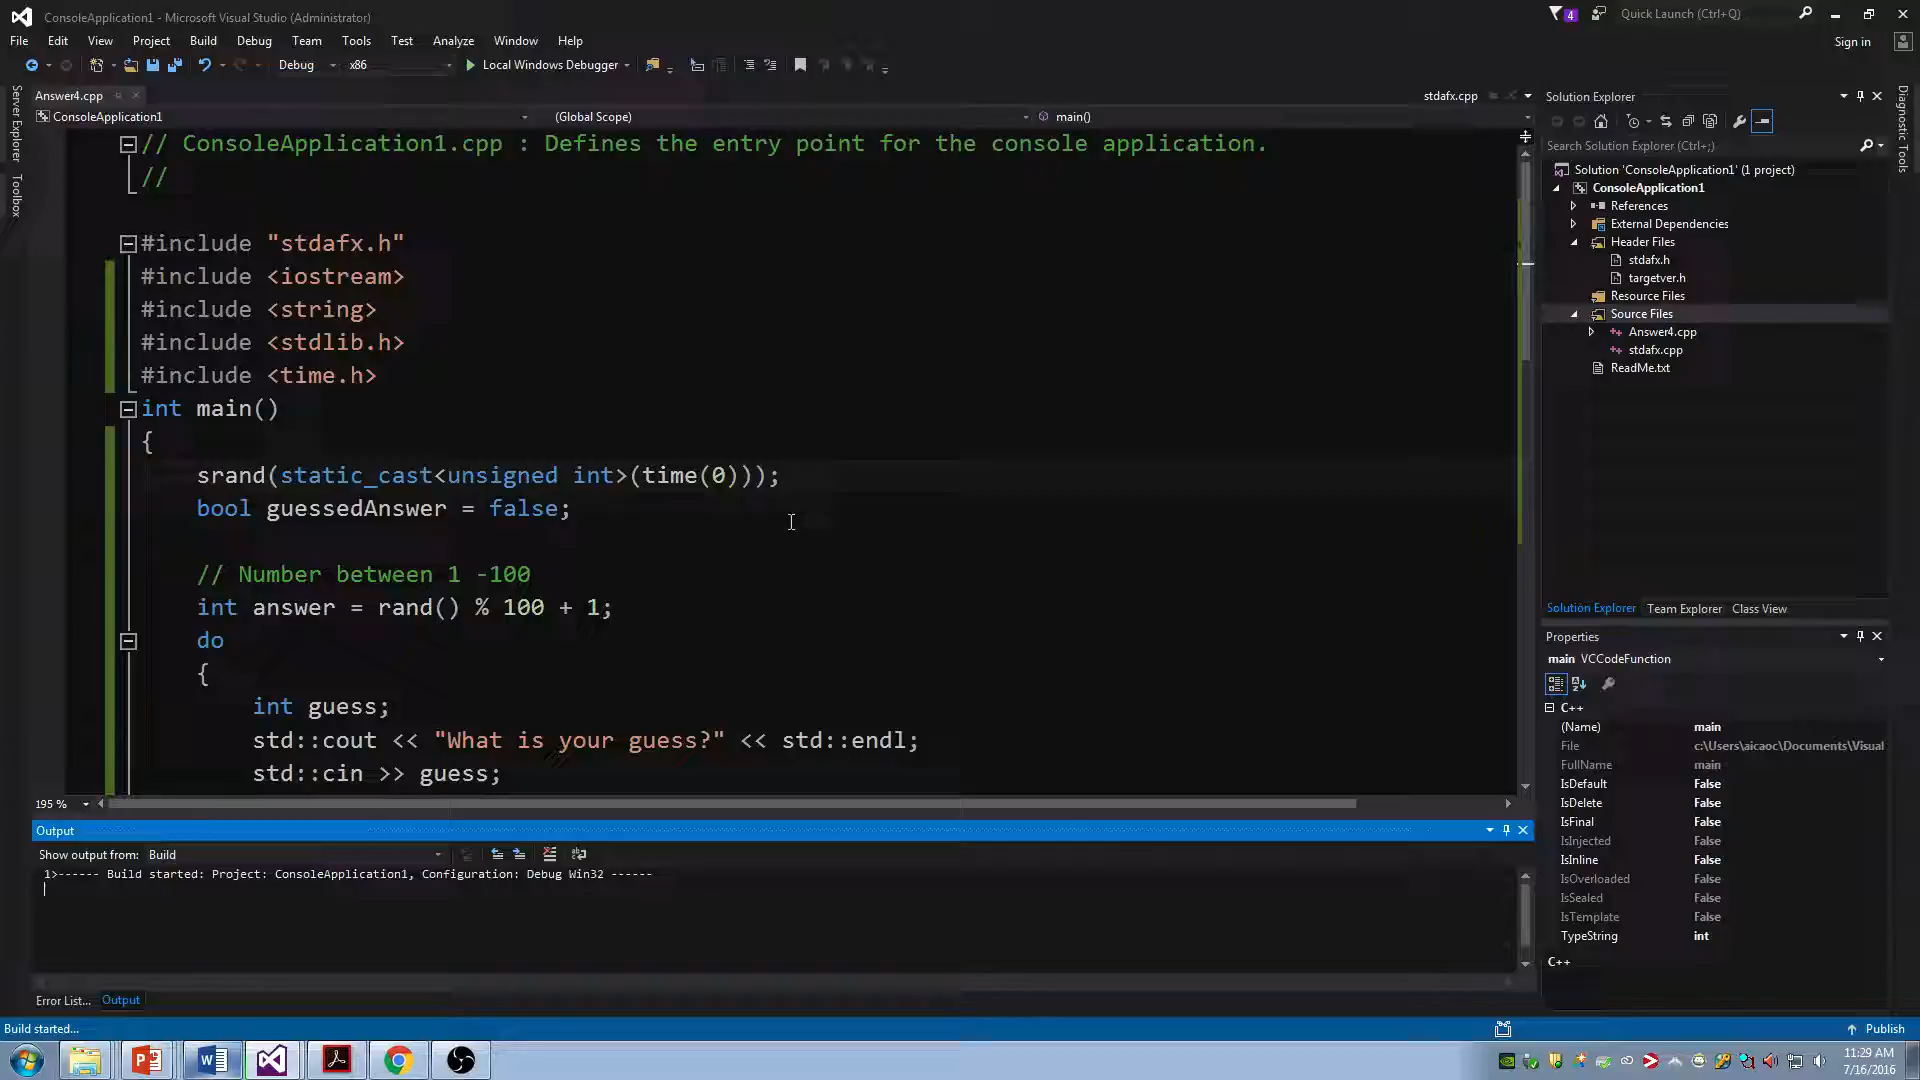 ConsoleApplication1 - Microsoft Visual Studio (Administrator)
4
Quick Launch (Ctrl+Q)
File Edit View Project Build Debug Team Tools Test Analyze Window Help
Sign in
Debug x86 Local Windows Debugger
Server Explorer
Toolbox
Answer4.cpp
stdafx.cpp
ConsoleApplication1 (Global Scope) main()
// ConsoleApplication1.cpp : Defines the entry point for the console application.
//
#include "stdafx.h"
#include <iostream>
#include <string>
#include <stdlib.h>
#include <time.h>
int main()
{
srand(static_cast<unsigned int>(time(0)));
bool guessedAnswer = false;
// Number between 1 -100
int answer = rand() % 100 + 1;
do
{
int guess;
std::cout << "What is your guess?" << std::endl;
std::cin >> guess;
195 %
Output
Show output from: Build
1>------ Build started: Project: ConsoleApplication1, Configuration: Debug Win32 ------
Error List... Output
Build started...
Solution Explorer
Search Solution Explorer (Ctrl+;)
Solution 'ConsoleApplication1' (1 project)
ConsoleApplication1
References
External Dependencies
Header Files
stdafx.h
targetver.h
Resource Files
Source Files
Answer4.cpp
stdafx.cpp
ReadMe.txt
Solution Explorer Team Explorer Class View
Properties
main VCCodeFunction
C++
(Name) main
File c:\Users\aicaoc\Documents\Visual
FullName main
IsDefault False
IsDelete False
IsFinal False
IsInjected False
IsInline False
IsOverloaded False
IsSealed False
IsTemplate False
TypeString int
C++
Diagnostic Tools
Publish
11:29 AM
7/16/2016